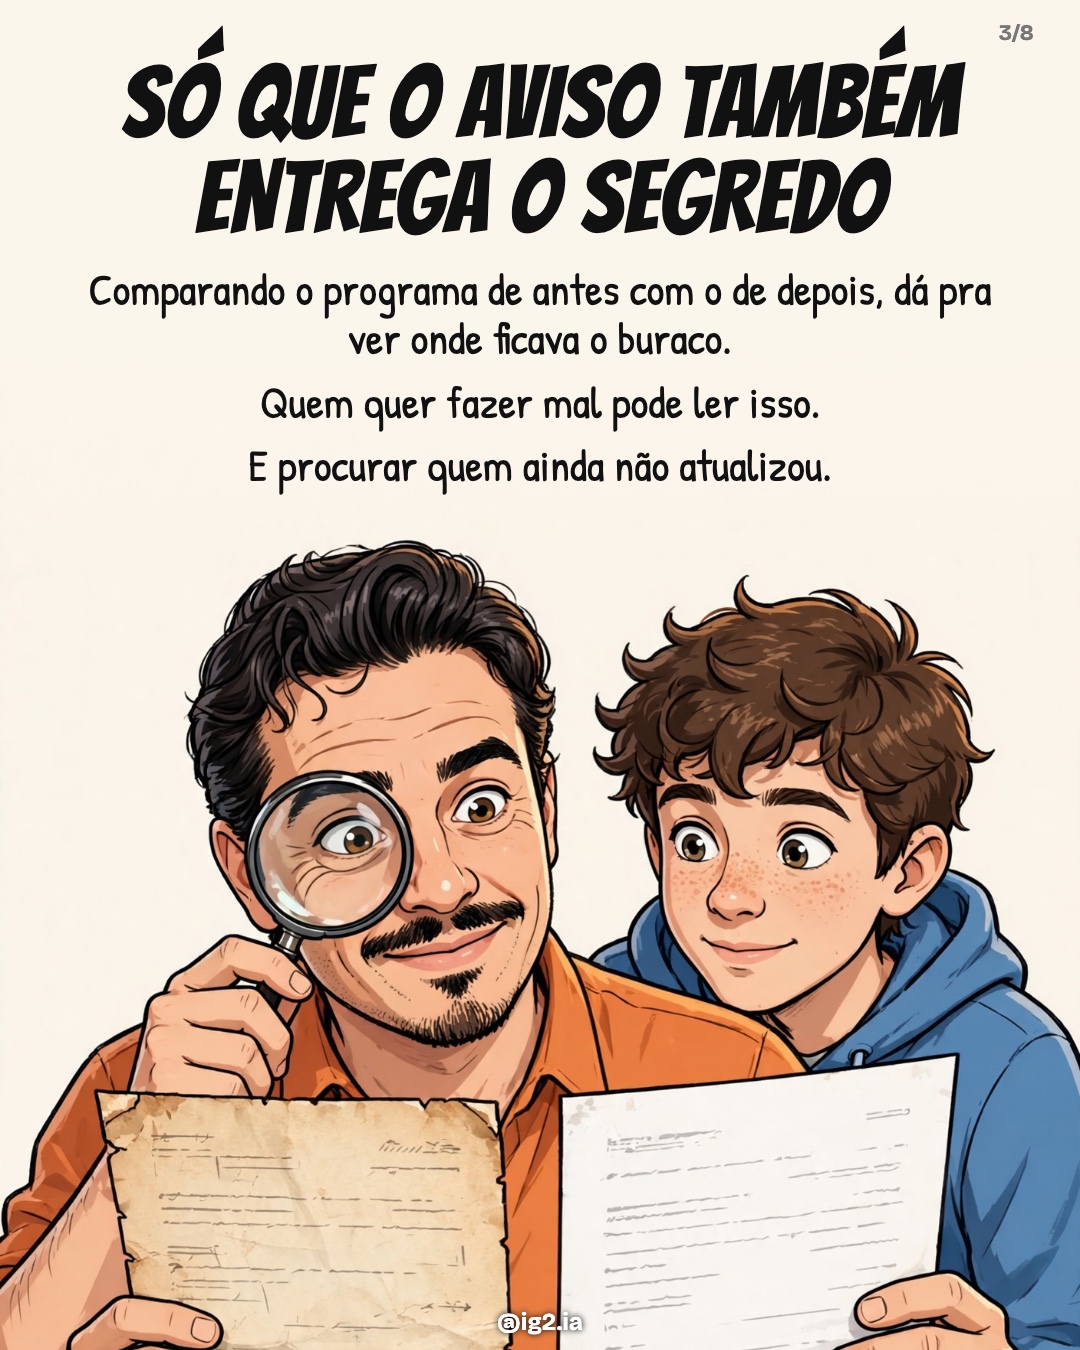 3/8
SÓ QUE O AVISO TAMBÉM
ENTREGA O SEGREDO
Comparando o programa de antes com o de depois, dá pra
ver onde ficava o buraco.
Quem quer fazer mal pode ler isso.
E procurar quem ainda não atualizou.
@ig2.ia